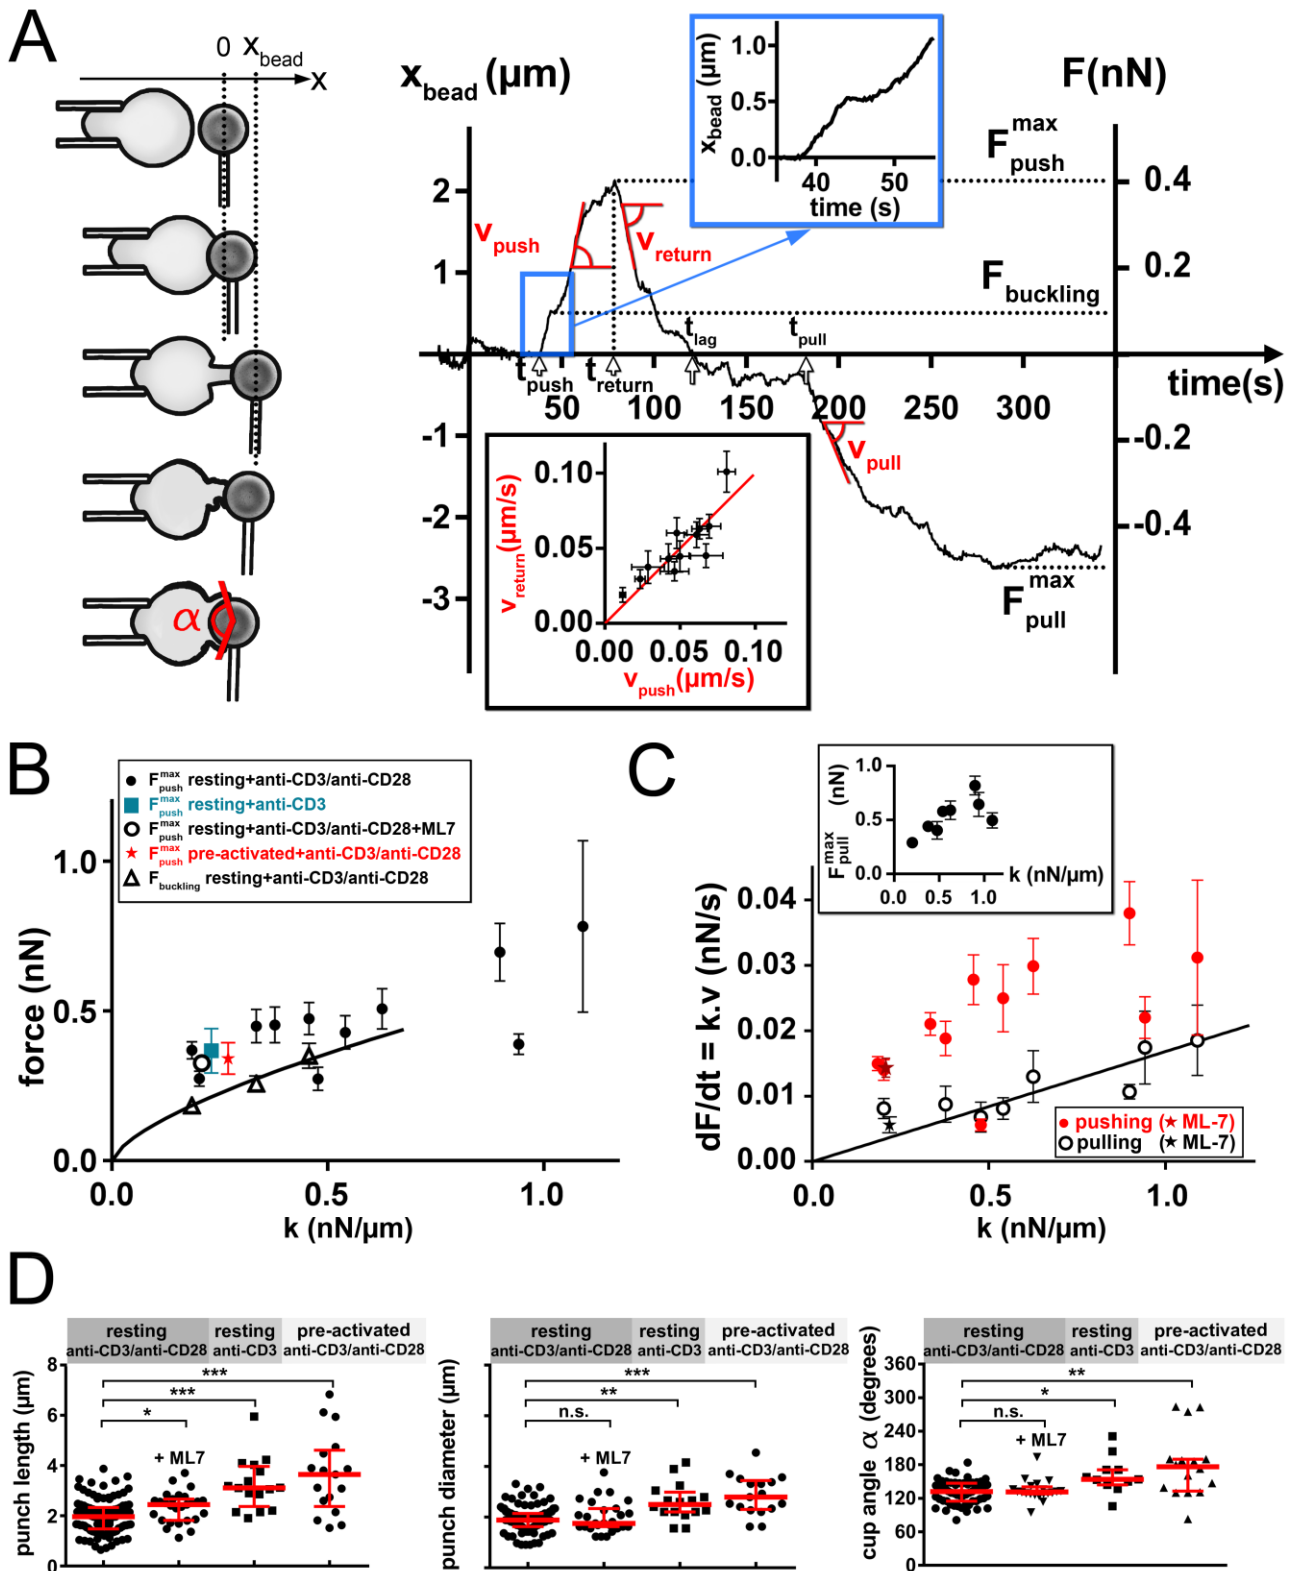 A
0 x_bead
x
x_bead (µm)
F(nN)
2
1
-1
-2
-3
0.4
0.2
-0.2
-0.4
F_push^max
F_buckling
F_pull^max
v_push
v_return
v_pull
t_push
t_return
t_lag
t_pull
50 100 150 200 250 300
time(s)
x_bead (µm)
1.0
0.5
0.0
40 50
time (s)
v_return(µm/s)
0.10
0.05
0.00
0.00 0.05 0.10
v_push(µm/s)
α
B
F_push^max resting+anti-CD3/anti-CD28
F_push^max resting+anti-CD3
F_push^max resting+anti-CD3/anti-CD28+ML7
F_push^max pre-activated+anti-CD3/anti-CD28
F_buckling resting+anti-CD3/anti-CD28
force (nN)
1.0
0.5
0.0
0.0 0.5 1.0
k (nN/µm)
C
F_pull^max (nN)
1.0
0.5
0.0
0.0 0.5 1.0
k (nN/µm)
dF/dt = k.v (nN/s)
0.04
0.03
0.02
0.01
0.00
0.0 0.5 1.0
k (nN/µm)
pushing (★ ML-7)
pulling (★ ML-7)
D
resting
anti-CD3/anti-CD28
resting
anti-CD3
pre-activated
anti-CD3/anti-CD28
punch length (µm)
8
6
4
2
0
***
***
*
+ ML7
resting
anti-CD3/anti-CD28
resting
anti-CD3
pre-activated
anti-CD3/anti-CD28
punch diameter (µm)
***
**
n.s.
+ ML7
resting
anti-CD3/anti-CD28
resting
anti-CD3
pre-activated
anti-CD3/anti-CD28
cup angle α (degrees)
360
300
240
180
120
60
0
**
*
n.s.
+ ML7